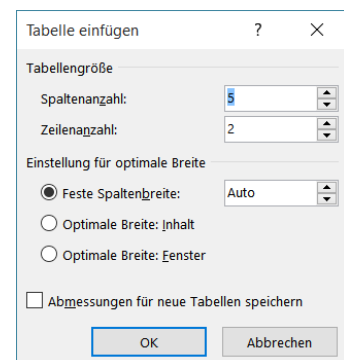 Tabelle einfügen ? ×
Tabellengröße
Spaltenanzahl: 5
Zeilenanzahl: 2
Einstellung für optimale Breite
Feste Spaltenbreite: Auto
Optimale Breite: Inhalt
Optimale Breite: Fenster
Abmessungen für neue Tabellen speichern
OK Abbrechen